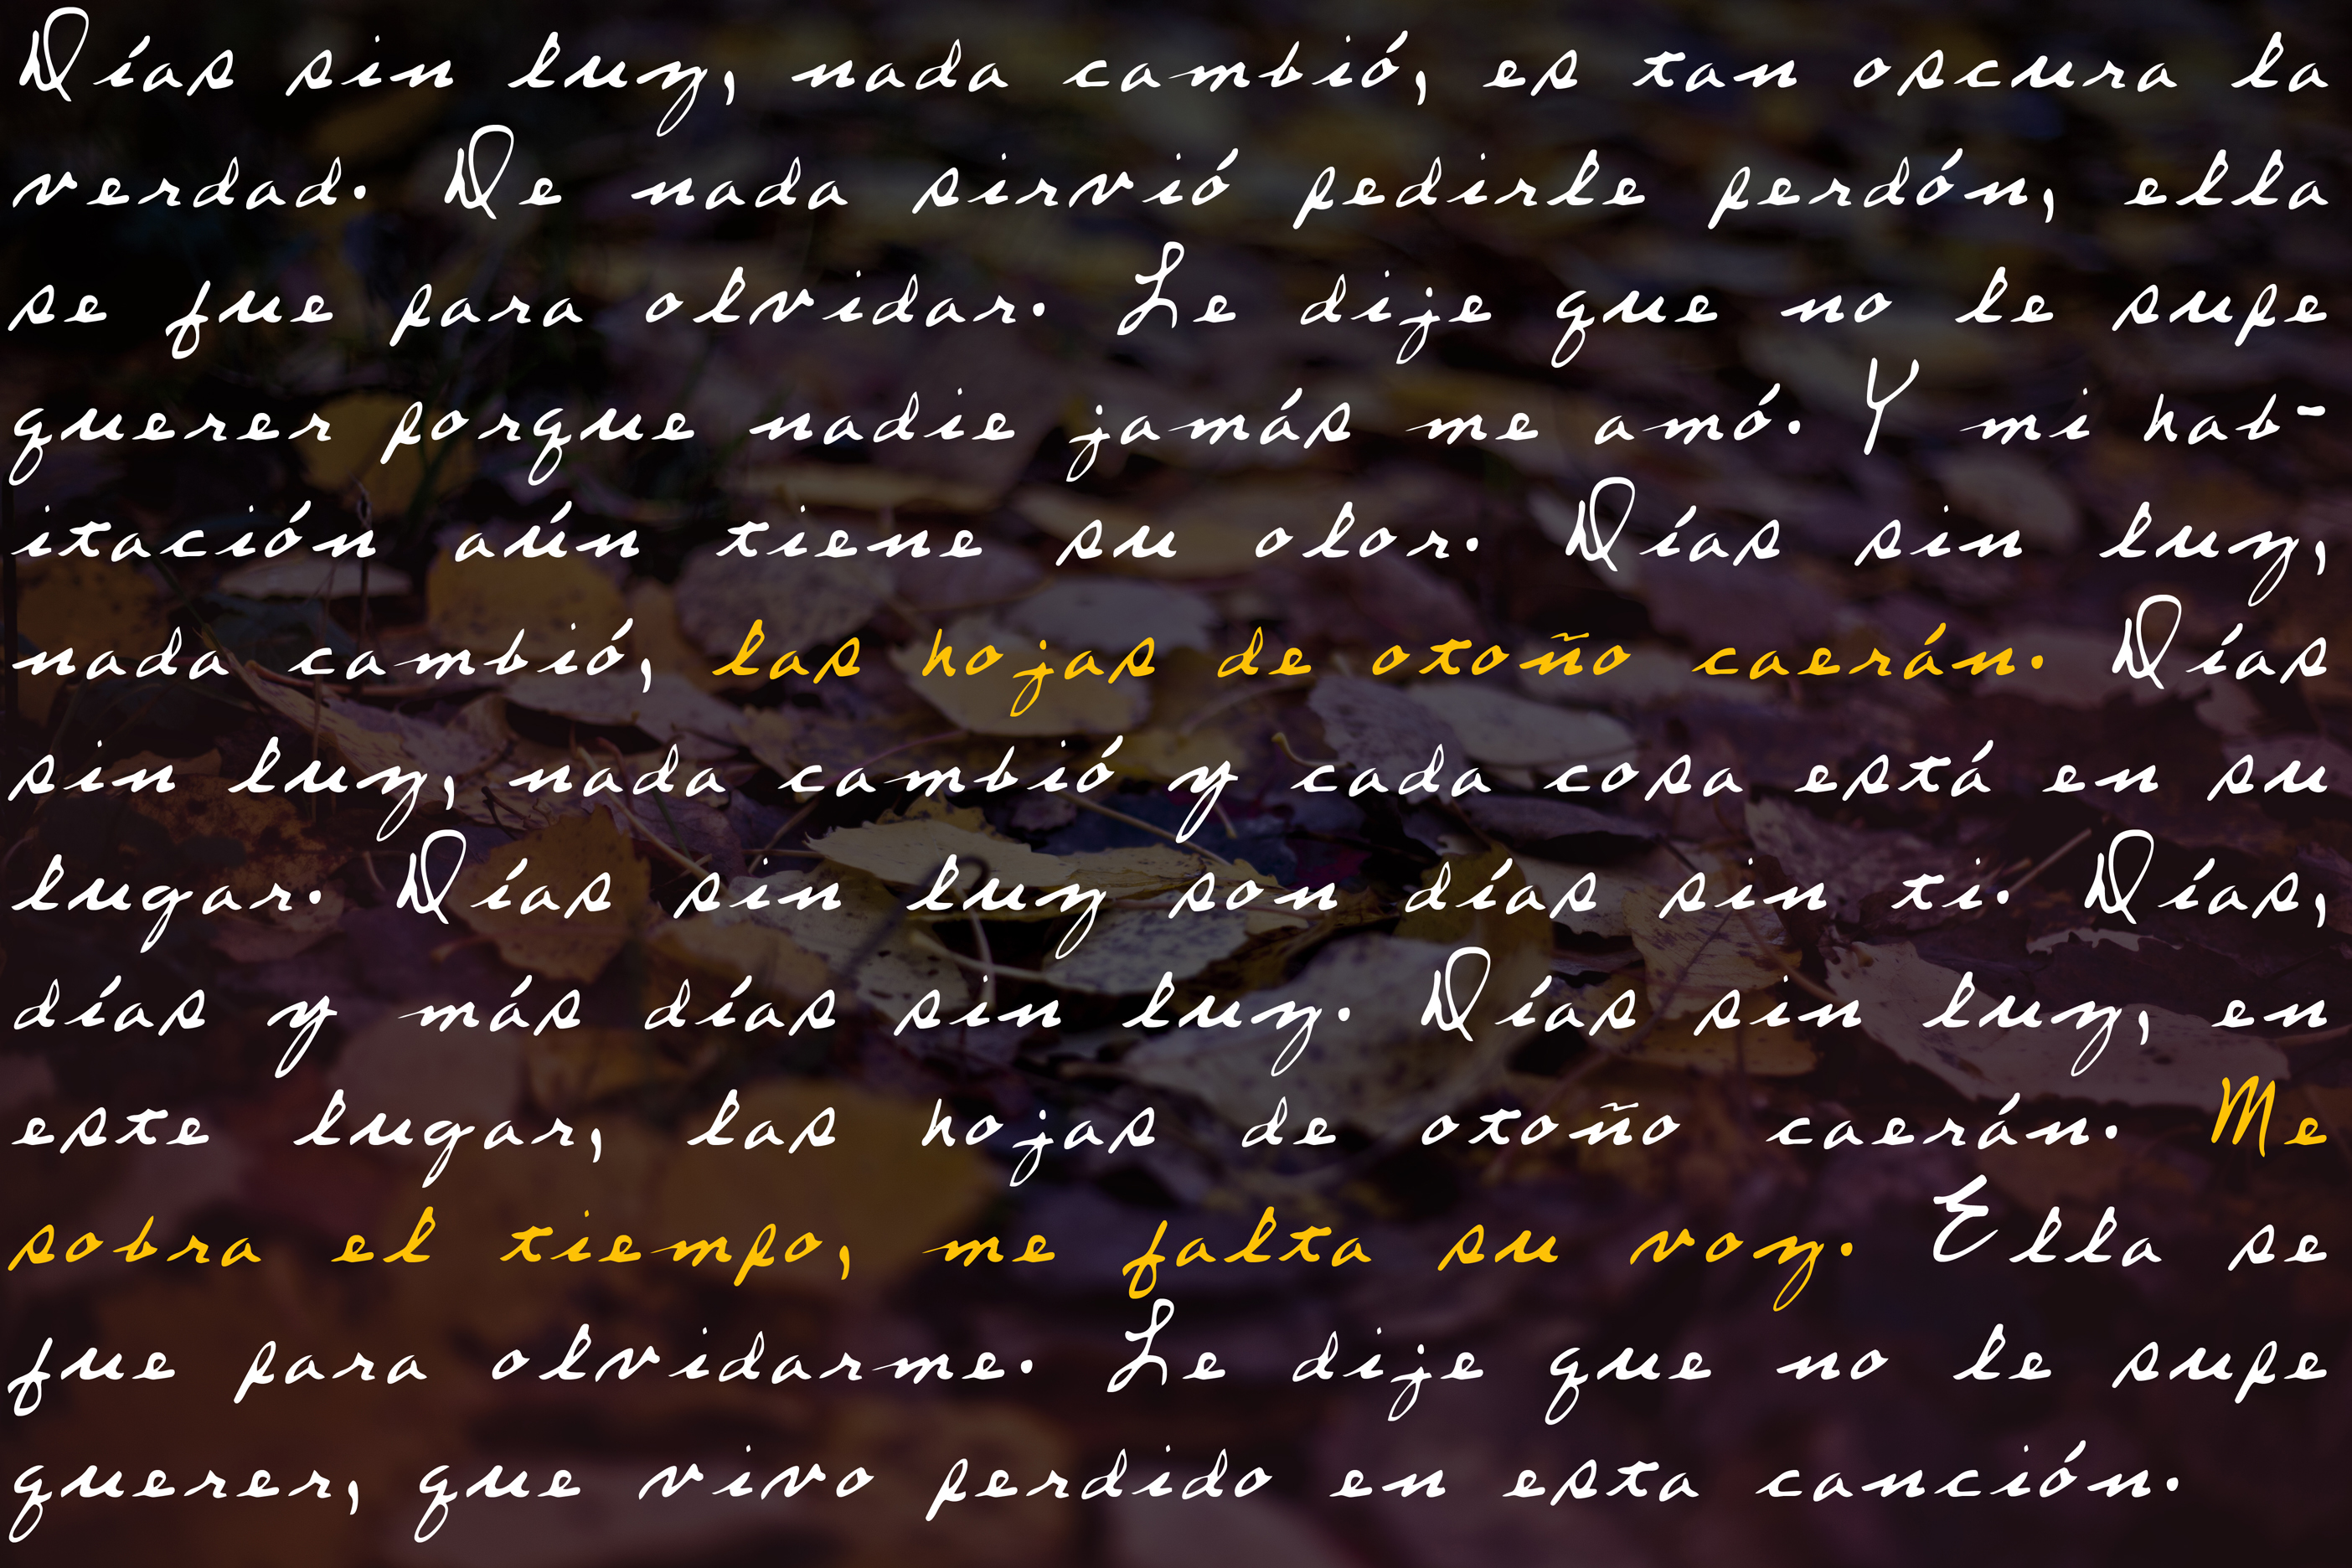 Días sin luz, nada cambió, es tan oscura la
verdad. De nada sirvió pedirle perdón, ella
se fue para olvidar. Le dije que no le supe
querer porque nadie jamás me amó. Y mi hab-
itación aún tiene su olor. Días sin luz,
nada cambió, las hojas de otoño caerán. Días
sin luz, nada cambió y cada cosa está en su
lugar. Días sin luz son días sin ti. Días,
días y más días sin luz. Días sin luz, en
este lugar, las hojas de otoño caerán. Me
sobra el tiempo, me falta su voz. Ella se
fue para olvidarme. Le dije que no le supe
querer, que vivo perdido en esta canción.